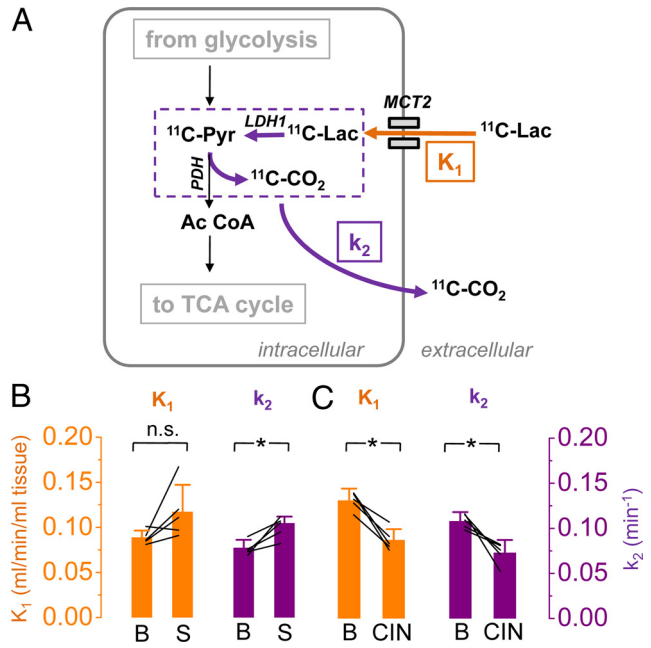 A
from glycolysis
MCT2
LDH1
¹¹C-Pyr
¹¹C-Lac
¹¹C-Lac
K₁
PDH
¹¹C-CO₂
Ac CoA
k₂
¹¹C-CO₂
to TCA cycle
intracellular
extracellular
B
K₁
k₂
C
K₁
k₂
n.s.
*
*
*
K₁ (ml/min/ml tissue)
0.20
0.15
0.10
0.05
0.00
B
S
B
S
B
CIN
B
CIN
0.20
0.15
0.10
0.05
0.00
k₂ (min⁻¹)